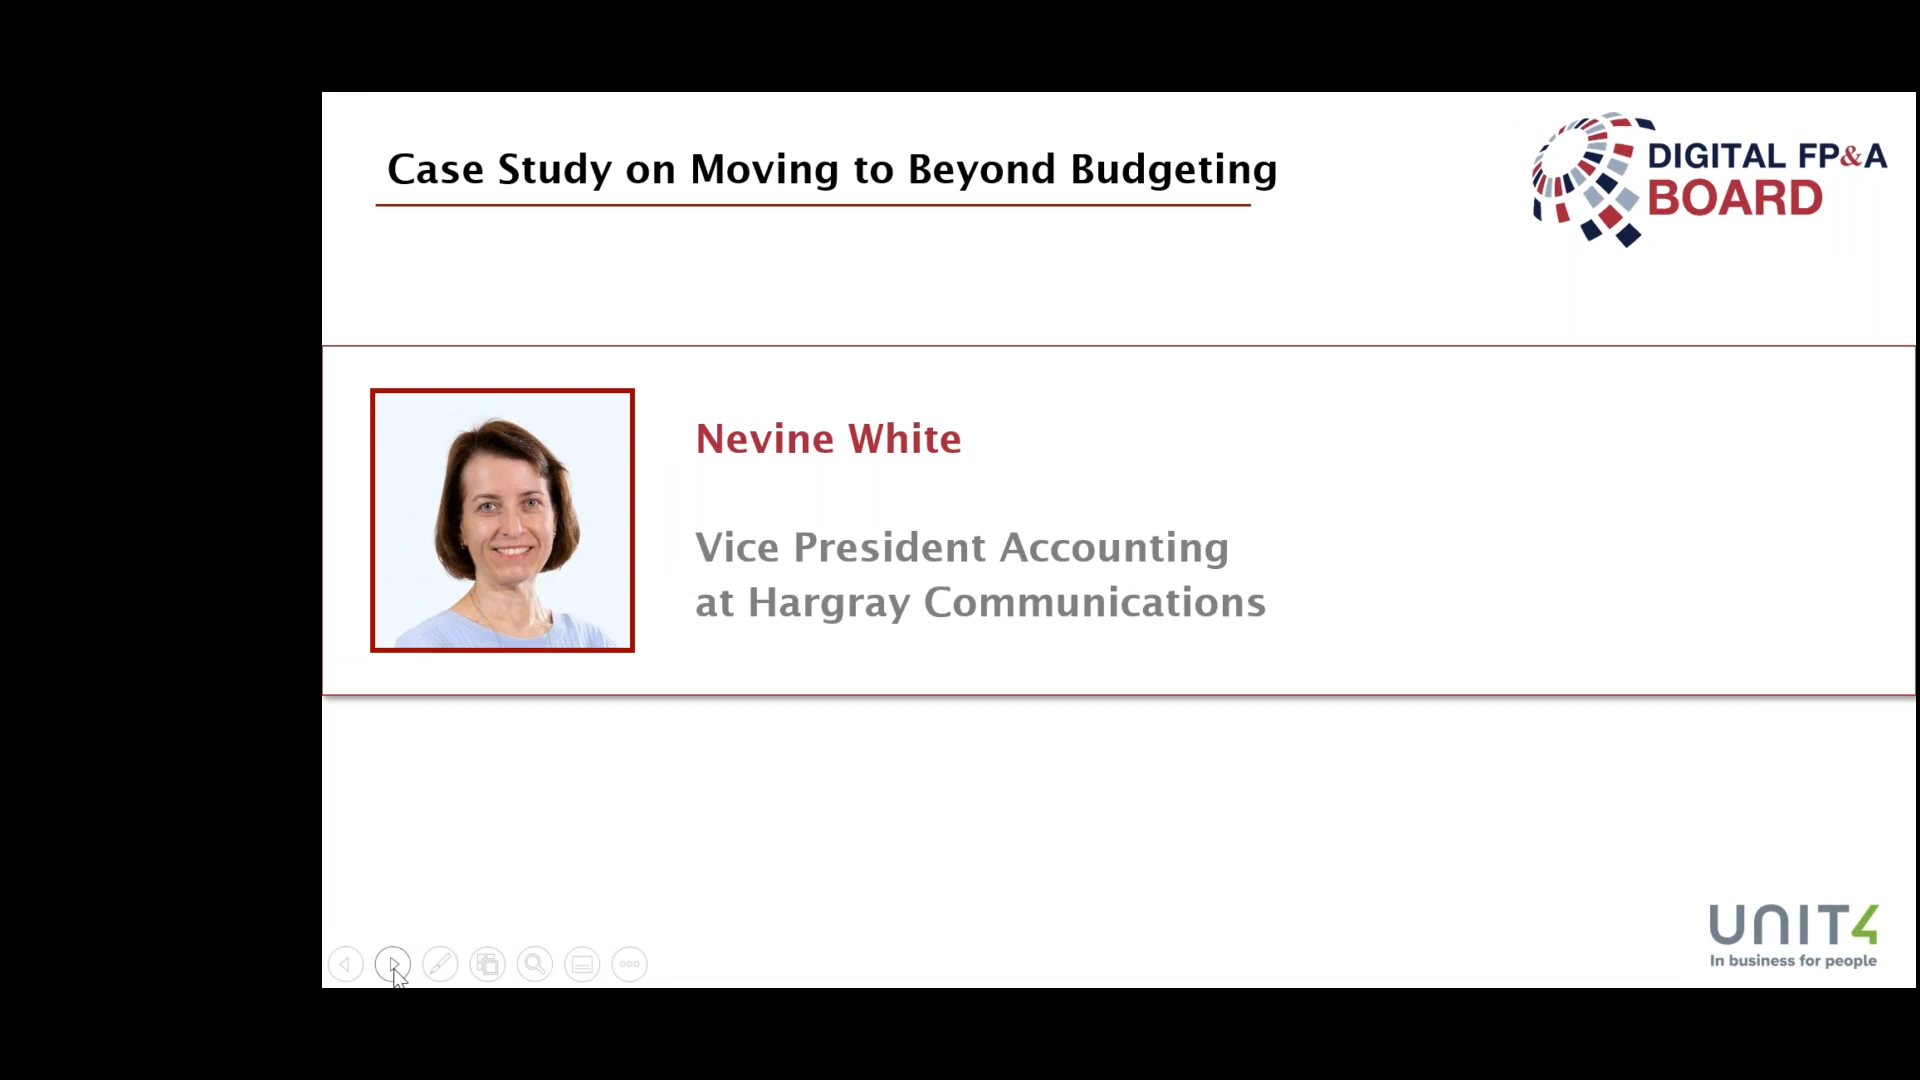 Case Study on Moving to Beyond Budgeting
DIGITAL FP&A
BOARD
Nevine White
Vice President Accounting
at Hargray Communications
UNIT4
In business for people